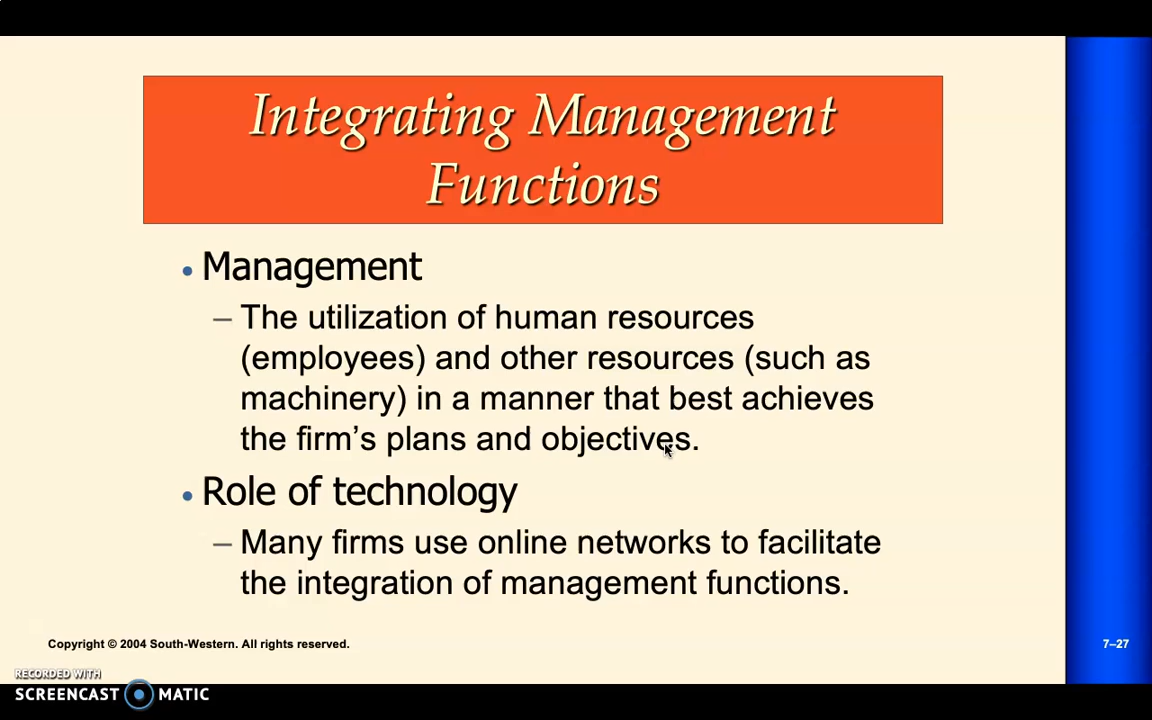 Integrating Management
Functions
• Management
– The utilization of human resources
(employees) and other resources (such as
machinery) in a manner that best achieves
the firm’s plans and objectives.
• Role of technology
– Many firms use online networks to facilitate
the integration of management functions.
Copyright © 2004 South-Western. All rights reserved.
7–27
RECORDED WITH
SCREENCAST MATIC